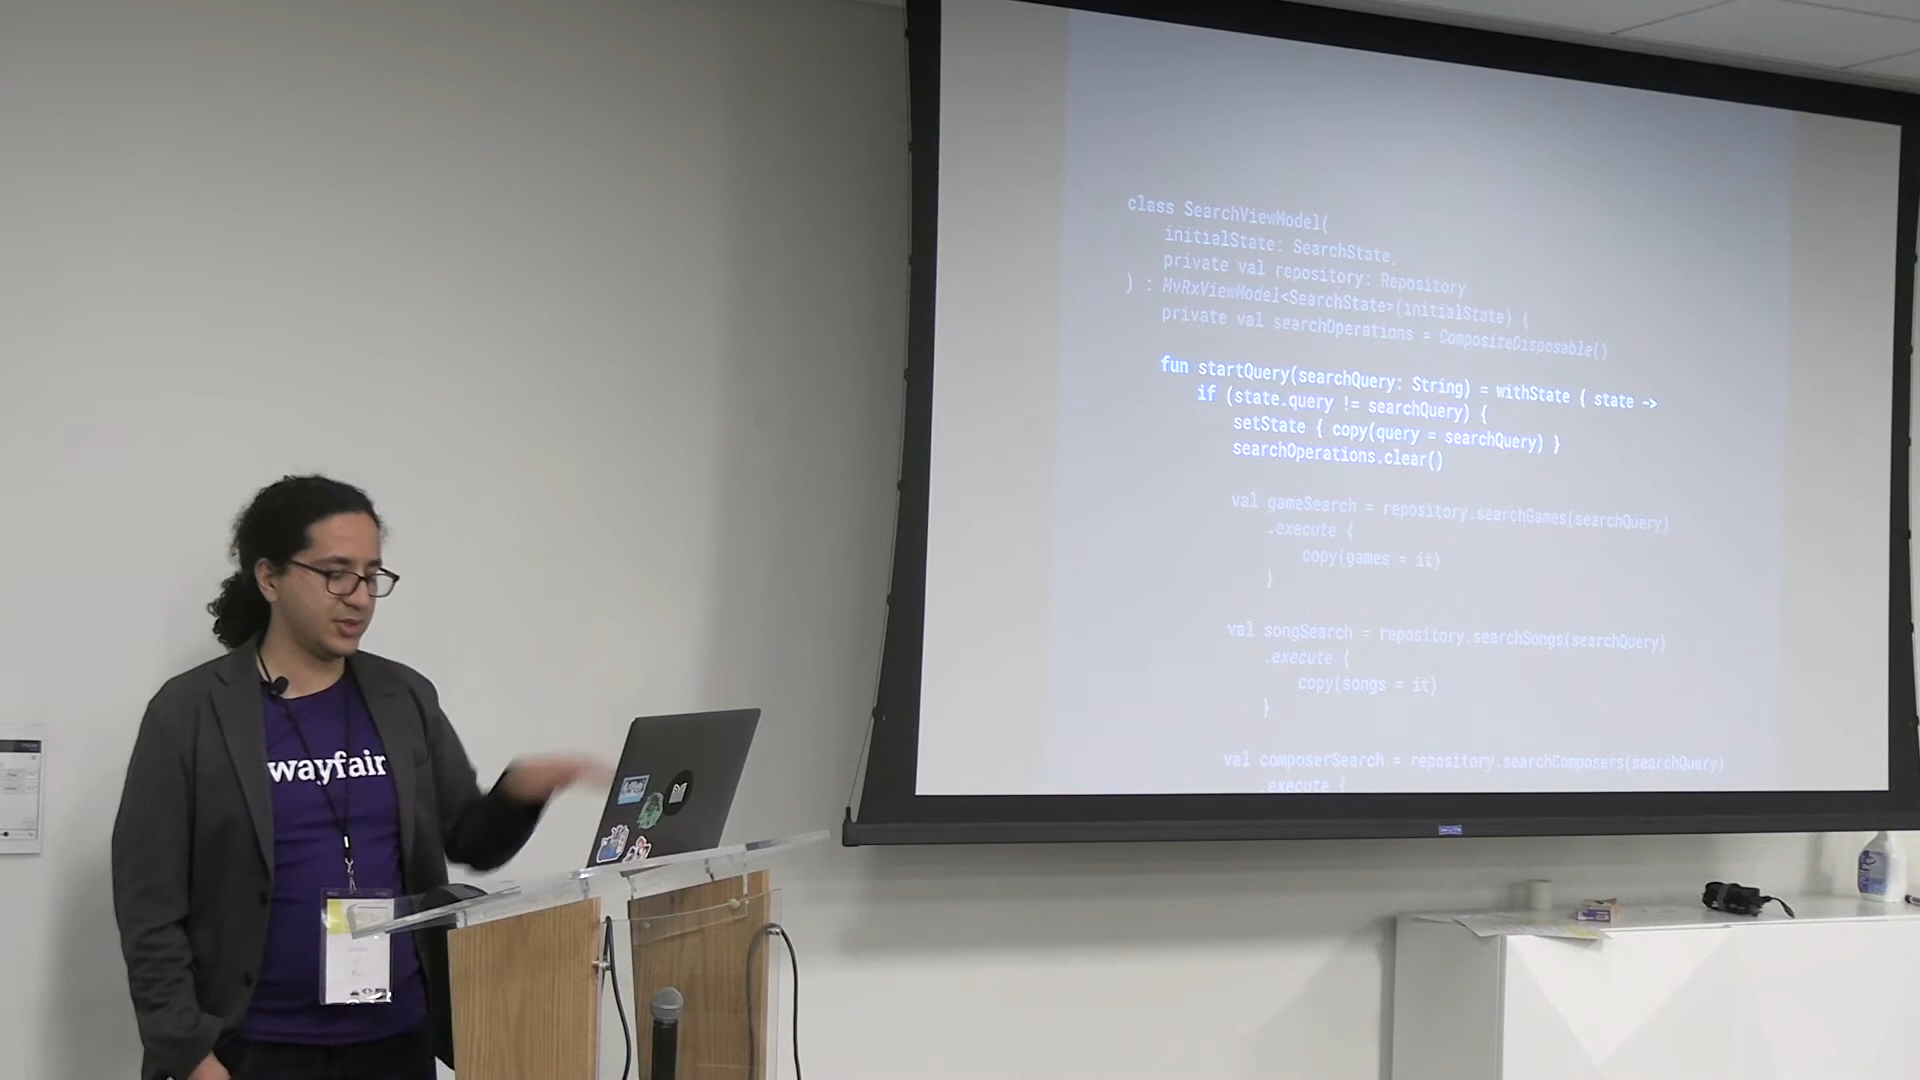 class SearchViewModel(
initialState: SearchState,
private val repository: Repository
) : MvRxViewModel<SearchState>(initialState) {
private val searchOperations = CompositeDisposable()
fun startQuery(searchQuery: String) = withState { state ->
if (state.query != searchQuery) {
setState { copy(query = searchQuery) }
searchOperations.clear()
val gameSearch = repository.searchGames(searchQuery)
.execute {
copy(games = it)
}
val songSearch = repository.searchSongs(searchQuery)
.execute {
copy(songs = it)
}
val composerSearch = repository.searchComposers(searchQuery)
.execute {
wayfair